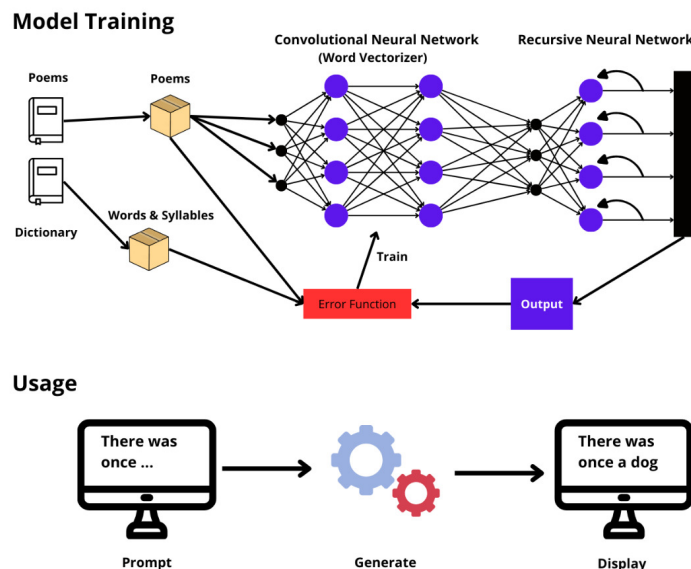 Model Training
Convolutional Neural Network
(Word Vectorizer)
Recursive Neural Network
Poems
Poems
Dictionary
Words & Syllables
Train
Error Function
Output
Usage
There was
once ...
There was
once a dog
Prompt
Generate
Display